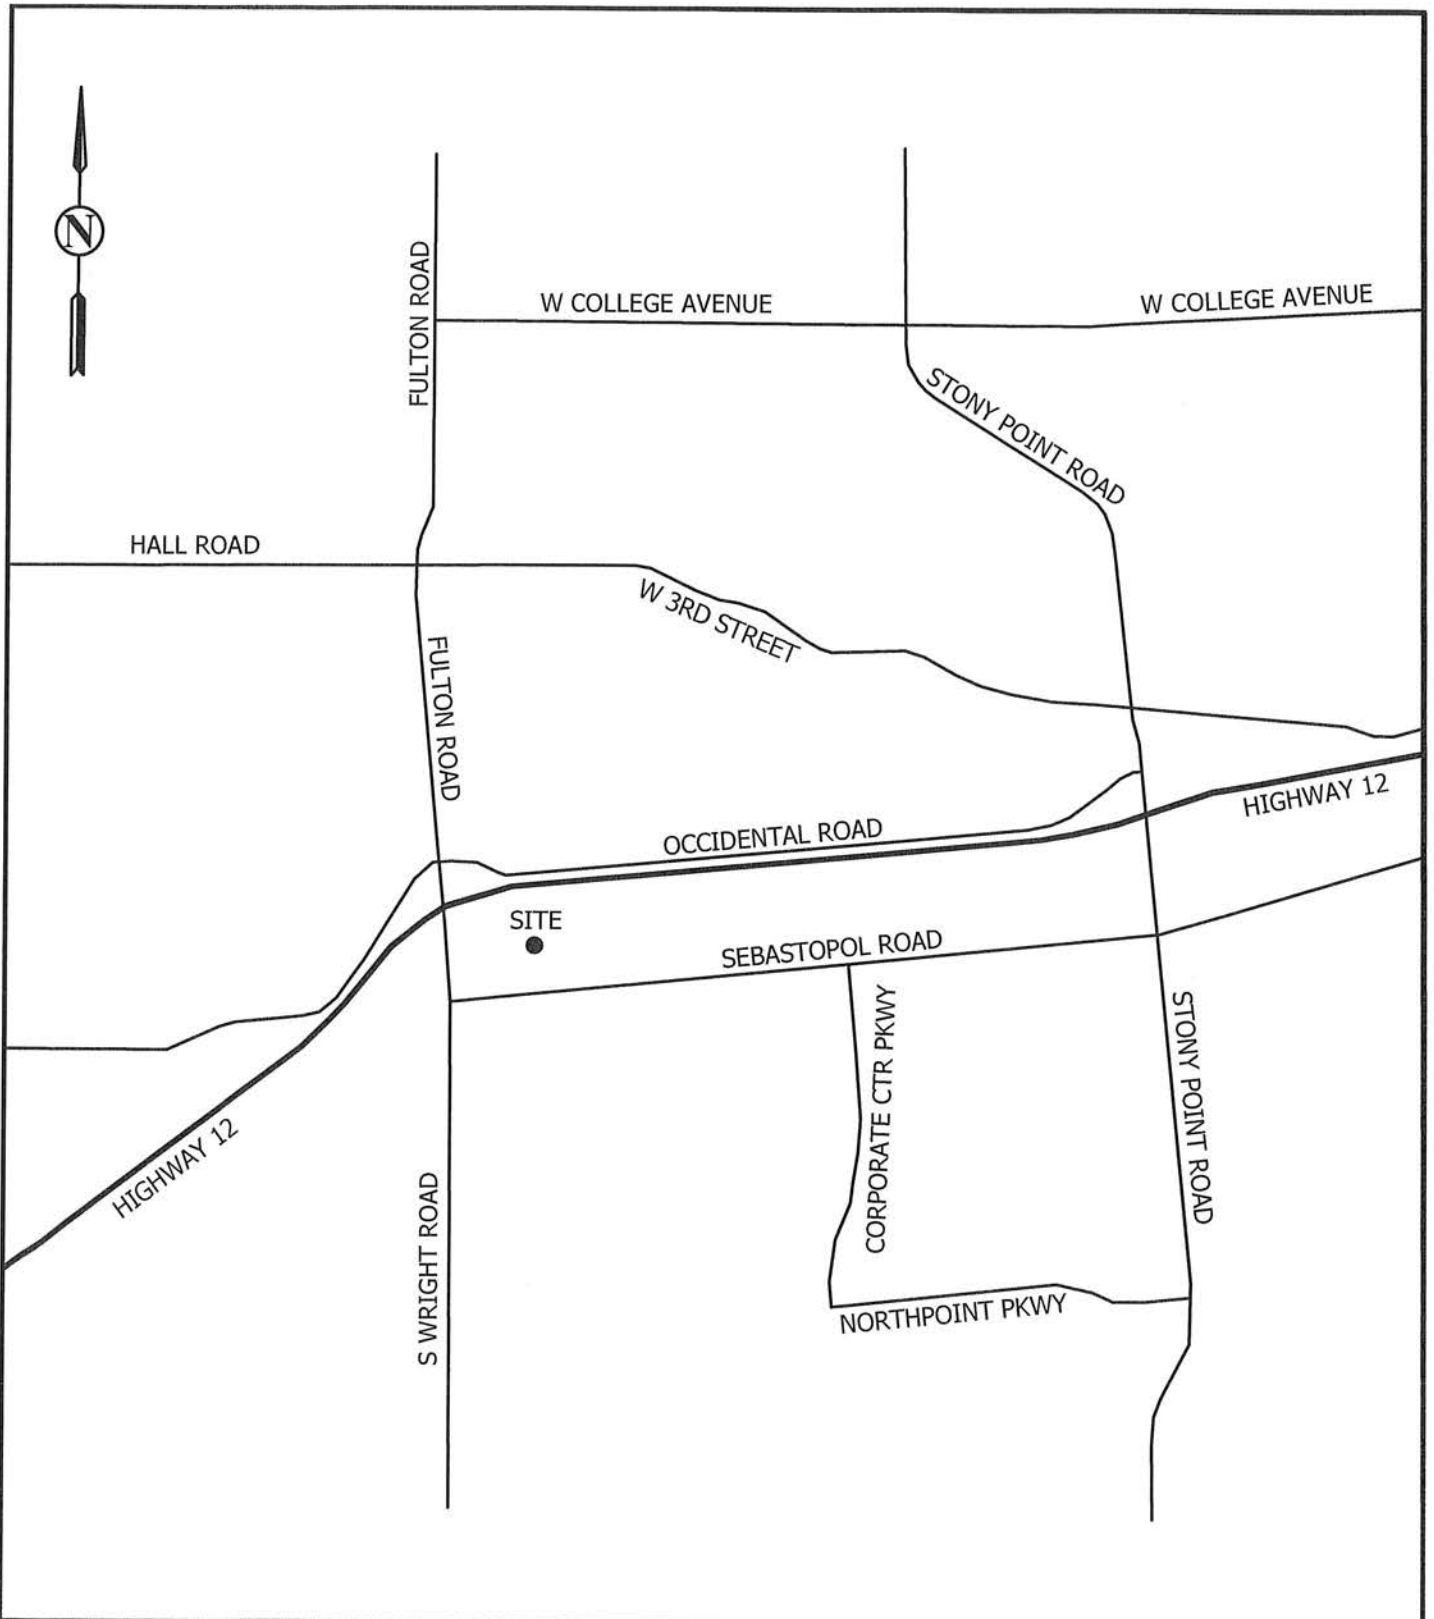 N
FULTON ROAD
W COLLEGE AVENUE
W COLLEGE AVENUE
STONY POINT ROAD
HALL ROAD
W 3RD STREET
FULTON ROAD
HIGHWAY 12
OCCIDENTAL ROAD
SITE
SEBASTOPOL ROAD
CORPORATE CTR PKWY
STONY POINT ROAD
HIGHWAY 12
S WRIGHT ROAD
NORTHPOINT PKWY